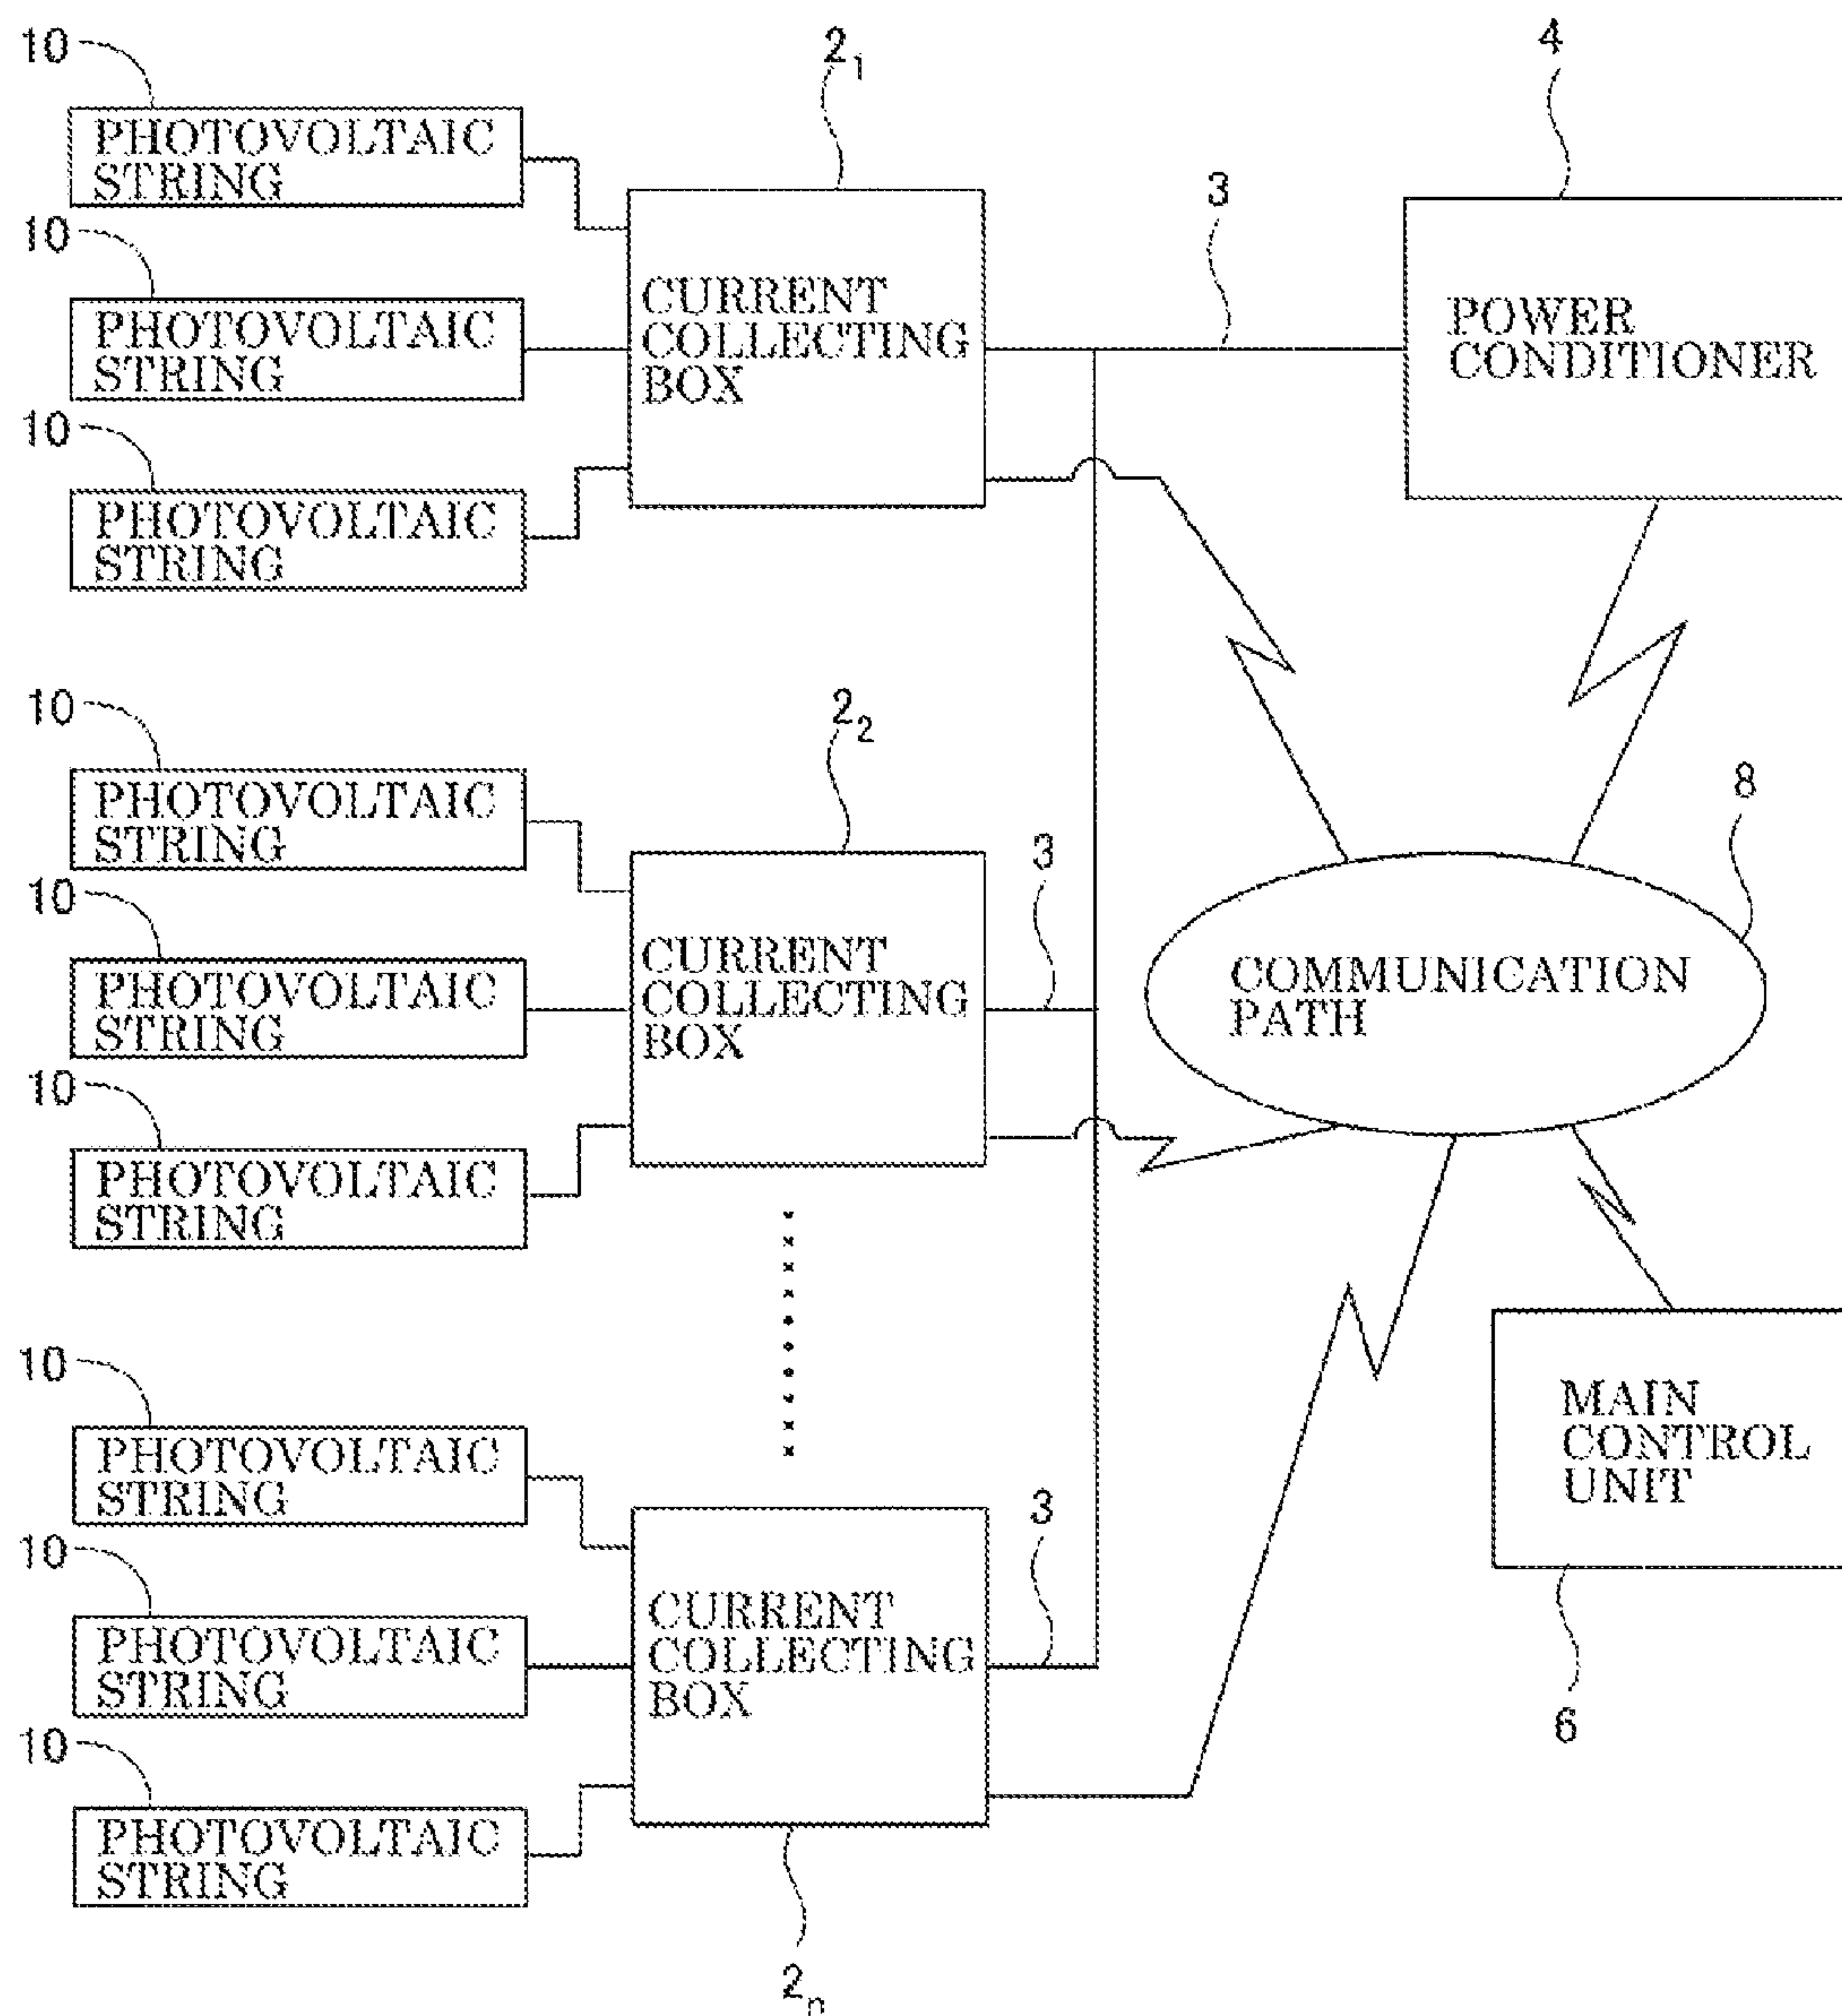 10
PHOTOVOLTAIC
STRING
10
PHOTOVOLTAIC
STRING
10
PHOTOVOLTAIC
STRING
2₁
CURRENT
COLLECTING
BOX
3
4
POWER
CONDITIONER
10
PHOTOVOLTAIC
STRING
10
PHOTOVOLTAIC
STRING
10
PHOTOVOLTAIC
STRING
2₂
CURRENT
COLLECTING
BOX
3
8
COMMUNICATION
PATH
10
PHOTOVOLTAIC
STRING
10
PHOTOVOLTAIC
STRING
10
PHOTOVOLTAIC
STRING
CURRENT
COLLECTING
BOX
2ₙ
3
MAIN
CONTROL
UNIT
6